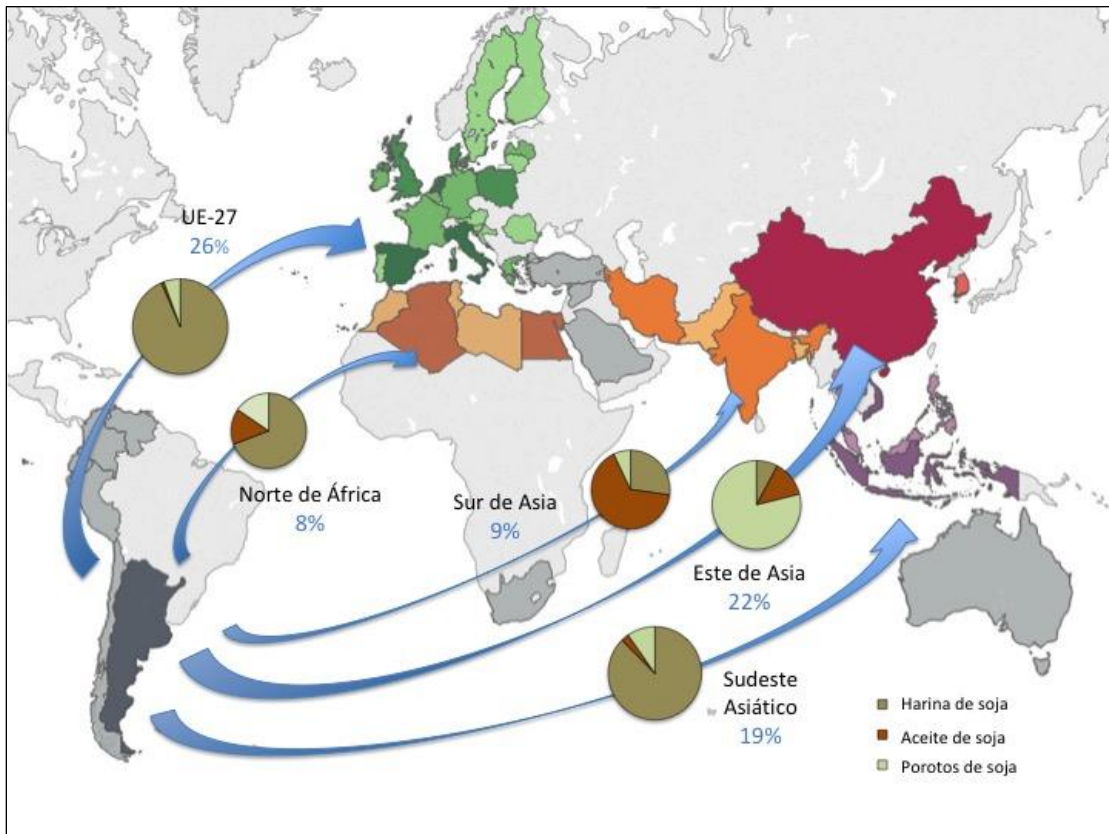 UE-27
26%
Norte de África
8%
Sur de Asia
9%
Este de Asia
22%
Sudeste
Asiático
19%
Harina de soja
Aceite de soja
Porotos de soja